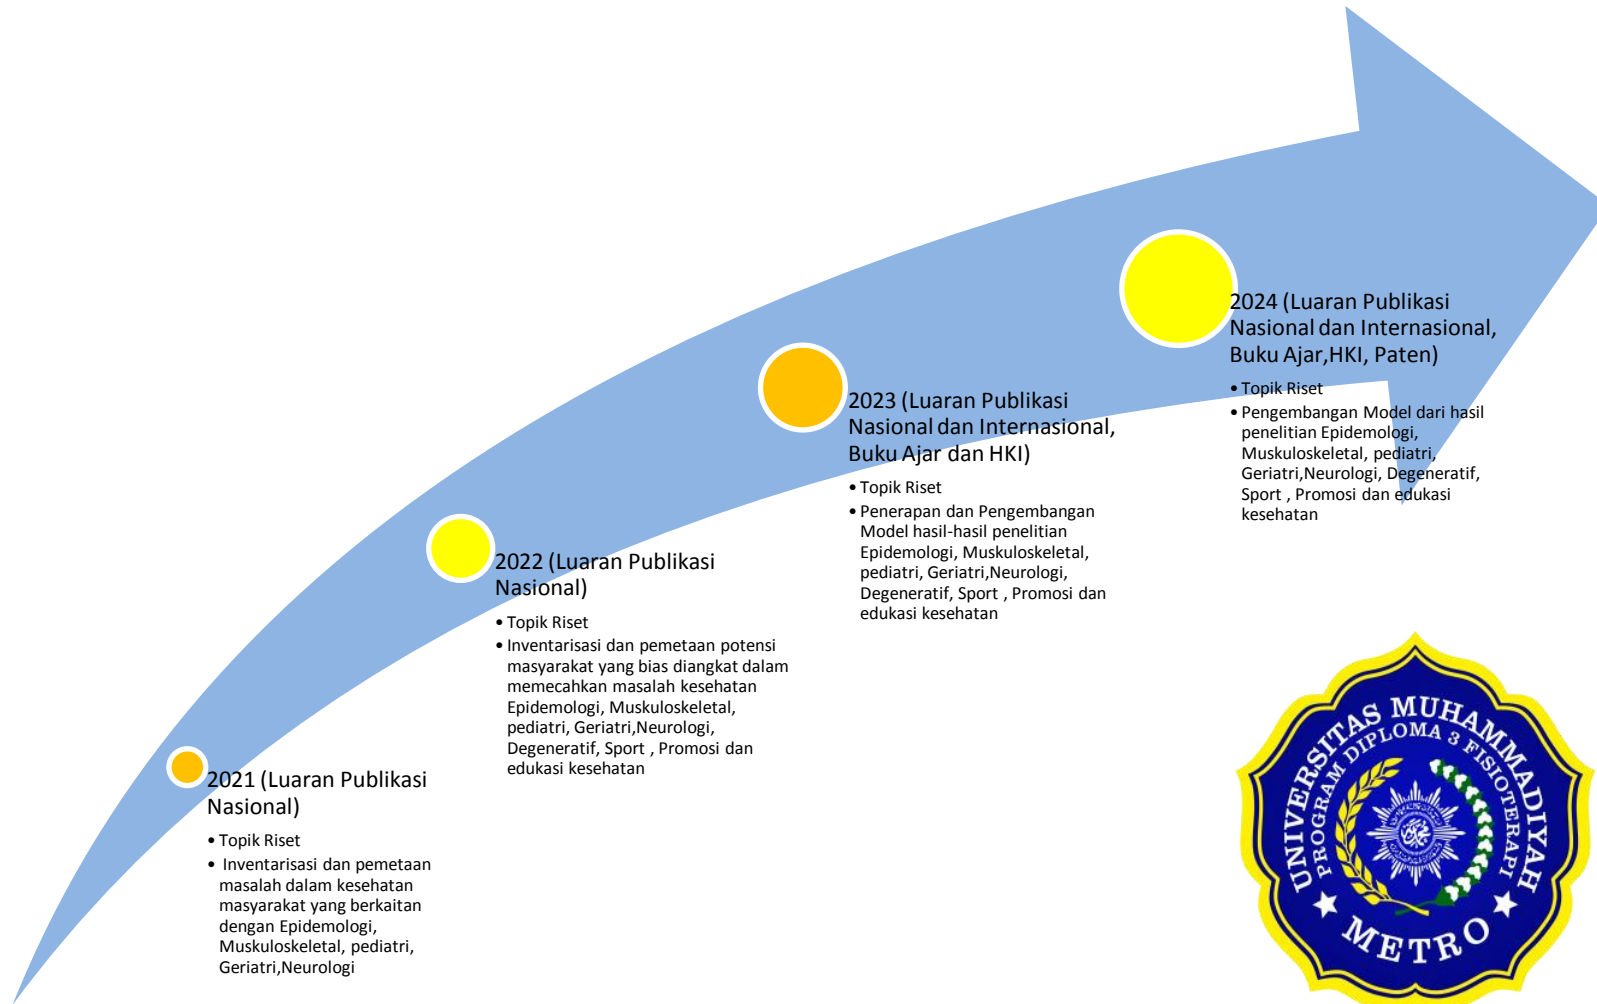 2021 (Luaran Publikasi
Nasional)
• Topik Riset
• Inventarisasi dan pemetaan
masalah dalam kesehatan
masyarakat yang berkaitan
dengan Epidemologi,
Muskuloskeletal, pediatri,
Geriatri,Neurologi
2022 (Luaran Publikasi
Nasional)
• Topik Riset
• Inventarisasi dan pemetaan potensi
masyarakat yang bias diangkat dalam
memecahkan masalah kesehatan
Epidemologi, Muskuloskeletal,
pediatri, Geriatri,Neurologi,
Degeneratif, Sport , Promosi dan
edukasi kesehatan
2023 (Luaran Publikasi
Nasional dan Internasional,
Buku Ajar dan HKI)
• Topik Riset
• Penerapan dan Pengembangan
Model hasil-hasil penelitian
Epidemologi, Muskuloskeletal,
pediatri, Geriatri,Neurologi,
Degeneratif, Sport , Promosi dan
edukasi kesehatan
2024 (Luaran Publikasi
Nasional dan Internasional,
Buku Ajar,HKI, Paten)
• Topik Riset
• Pengembangan Model dari hasil
penelitian Epidemologi,
Muskuloskeletal, pediatri,
Geriatri,Neurologi, Degeneratif,
Sport , Promosi dan edukasi
kesehatan
UNIVERSITAS MUHAMMADIYAH
PROGRAM DIPLOMA 3 FISIOTERAPI
METRO